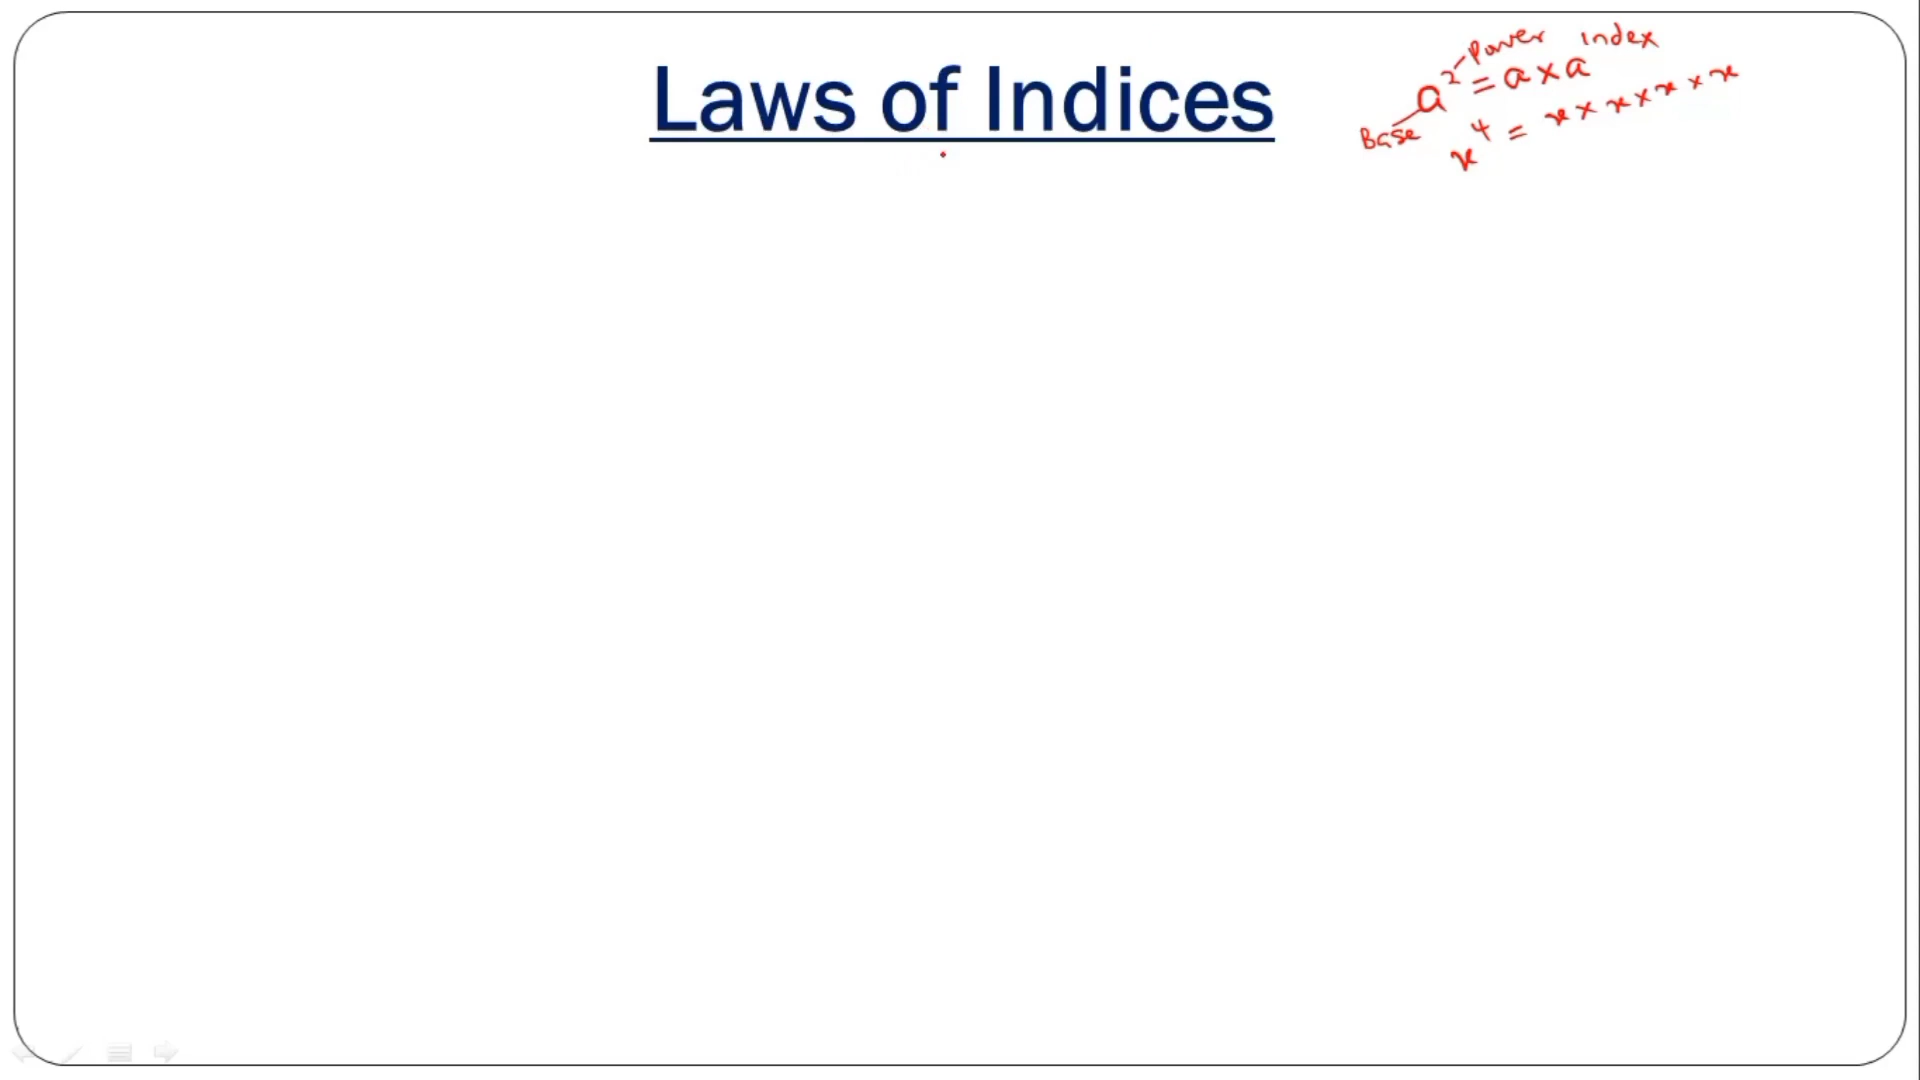 Laws of Indices
Power index
a² = a × a
Base
x⁴ = x × x × x × x